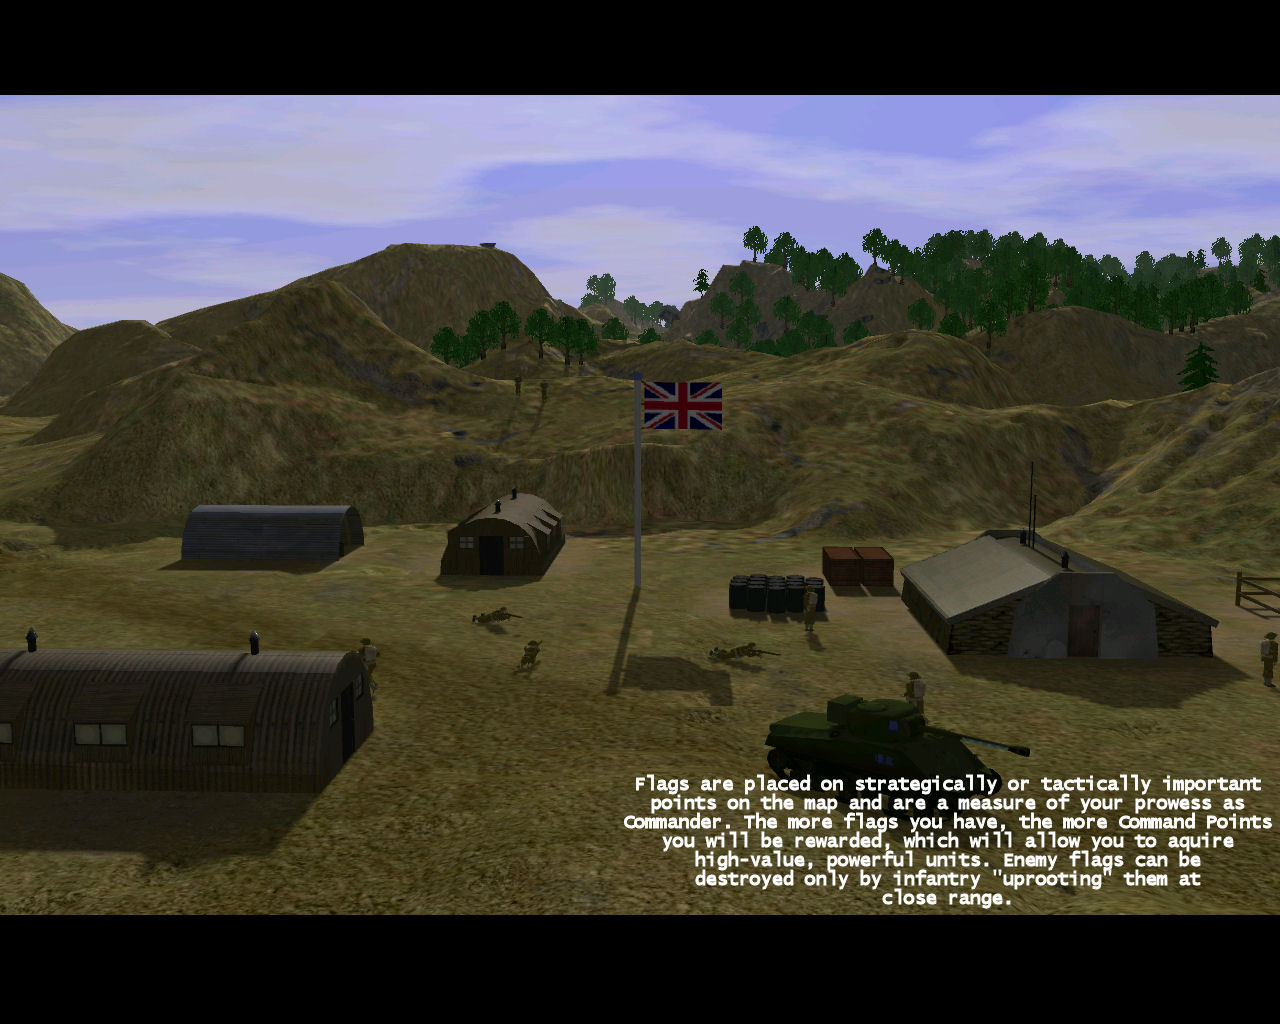 Flags are placed on strategically or tactically important
points on the map and are a measure of your prowess as
Commander. The more flags you have, the more Command Points
you will be rewarded, which will allow you to aquire
high-value, powerful units. Enemy flags can be
destroyed only by infantry "uprooting" them at
close range.